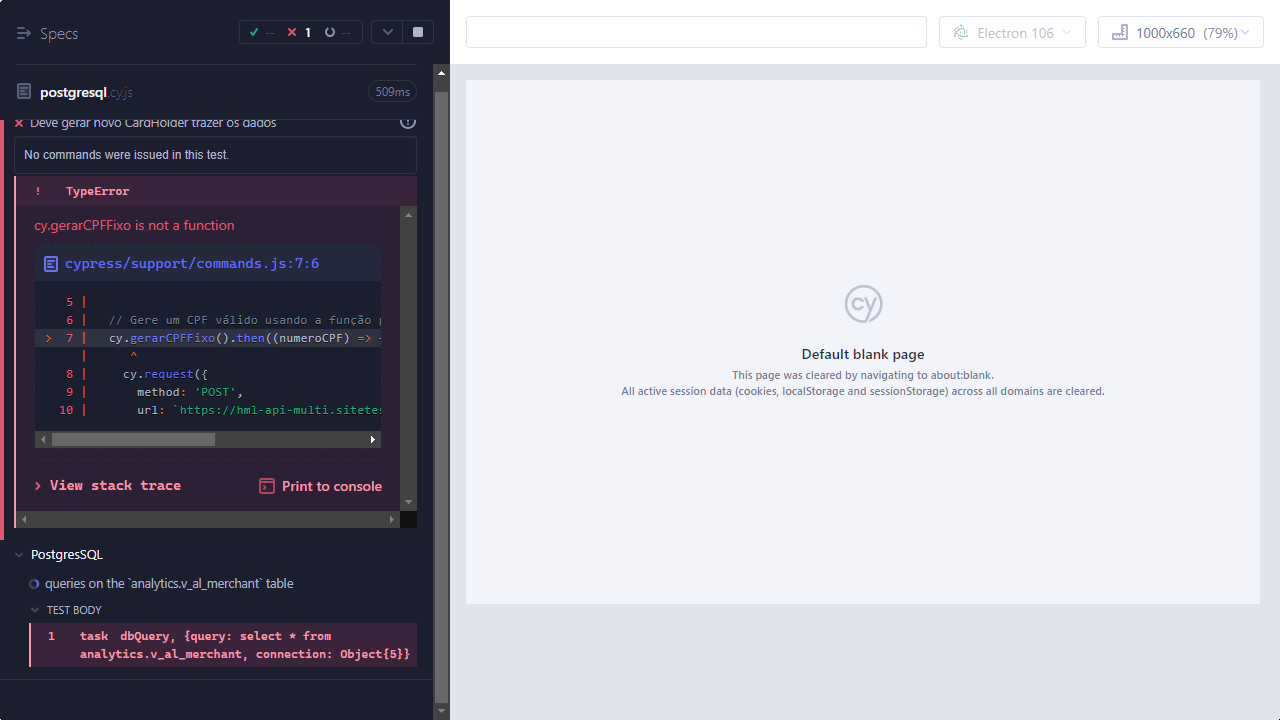 Specs
-- 1 --
postgresql.cy.js
509ms
Deve gerar novo CardHolder trazer os dados
No commands were issued in this test.
! TypeError
cy.gerarCPFFixo is not a function
cypress/support/commands.js:7:6
5 |
6 | // Gere um CPF válido usando a função
> 7 | cy.gerarCPFFixo().then((numeroCPF) =>
| ^
8 | cy.request({
9 | method: 'POST',
10 | url: `https://hml-api-multi.sitetes
View stack trace
Print to console
PostgresSQL
queries on the `analytics.v_al_merchant` table
TEST BODY
1 task dbQuery, {query: select * from
analytics.v_al_merchant, connection: Object{5}}
Electron 106
1000x660 (79%)
cy
Default blank page
This page was cleared by navigating to about:blank.
All active session data (cookies, localStorage and sessionStorage) across all domains are cleared.